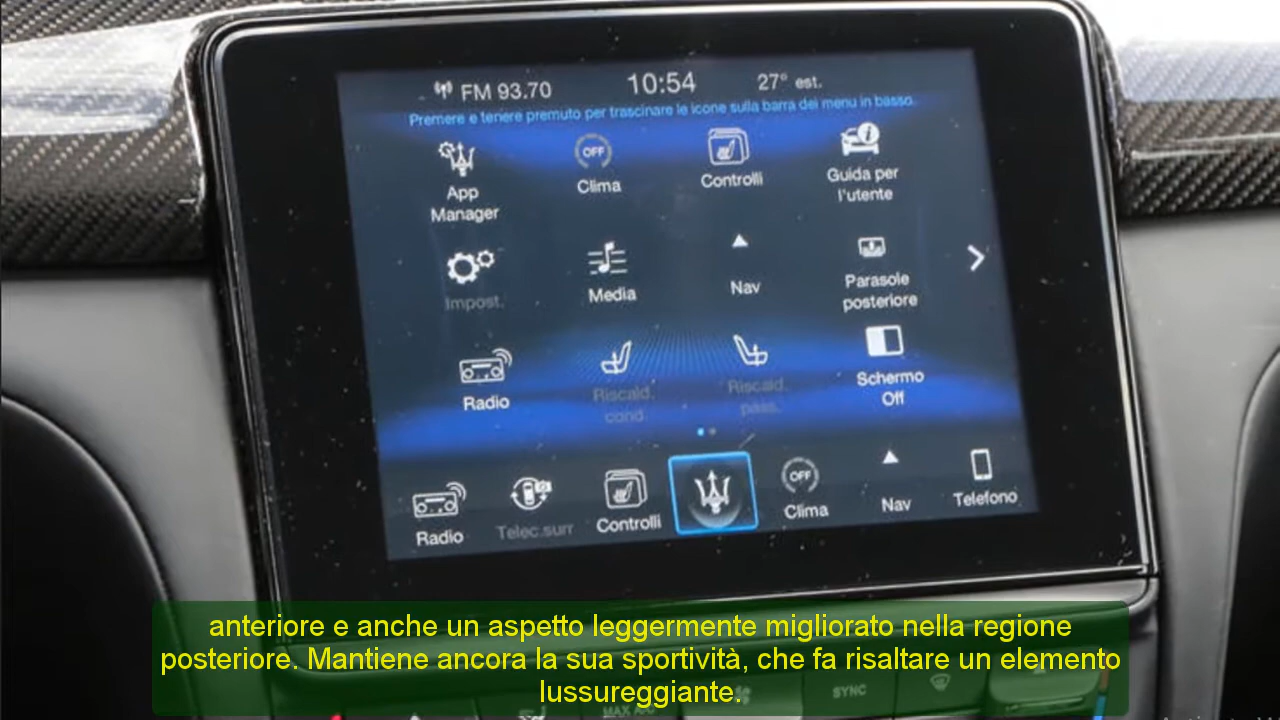 FM 93.70 10:54 27° est.
Premere e tenere premuto per trascinare le icone sulla barra dei menu in basso.
App Manager
OFF
Clima
Controlli
Guida per l'utente
Impost.
Media
Nav
Parasole posteriore
Radio
Riscald. cond.
Riscald. pass.
Schermo Off
Radio
Telec.surr
Controlli
OFF
Clima
Nav
Telefono
anteriore e anche un aspetto leggermente migliorato nella regione
posteriore. Mantiene ancora la sua sportività, che fa risaltare un elemento
lussureggiante.
SYNC
MAX A/C